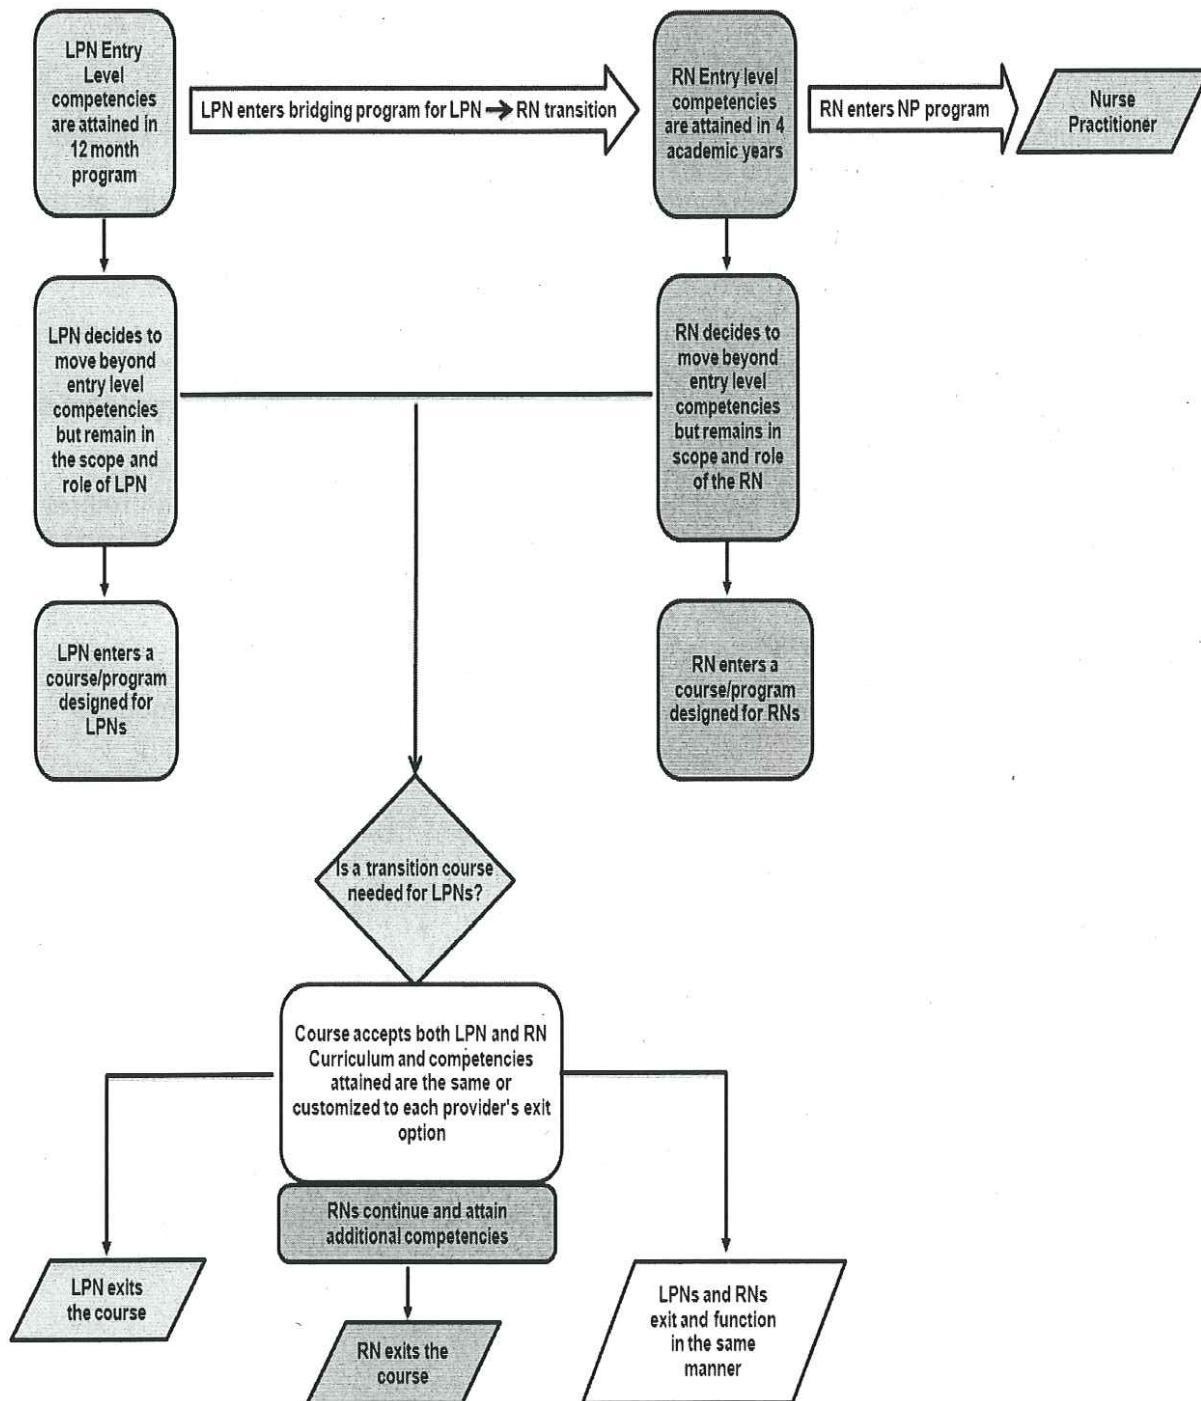 LPN Entry
Level
competencies
are attained in
12 month
program
LPN enters bridging program for LPN ➔ RN transition
RN Entry level
competencies
are attained in 4
academic years
RN enters NP program
Nurse
Practitioner
LPN decides to
move beyond
entry level
competencies
but remain in
the scope and
role of LPN
RN decides to
move beyond
entry level
competencies
but remains in
scope and role
of the RN
LPN enters a
course/program
designed for
LPNs
RN enters a
course/program
designed for RNs
Is a transition course
needed for LPNs?
Course accepts both LPN and RN
Curriculum and competencies
attained are the same or
customized to each provider's exit
option
RNs continue and attain
additional competencies
LPN exits
the course
RN exits the
course
LPNs and RNs
exit and function
in the same
manner